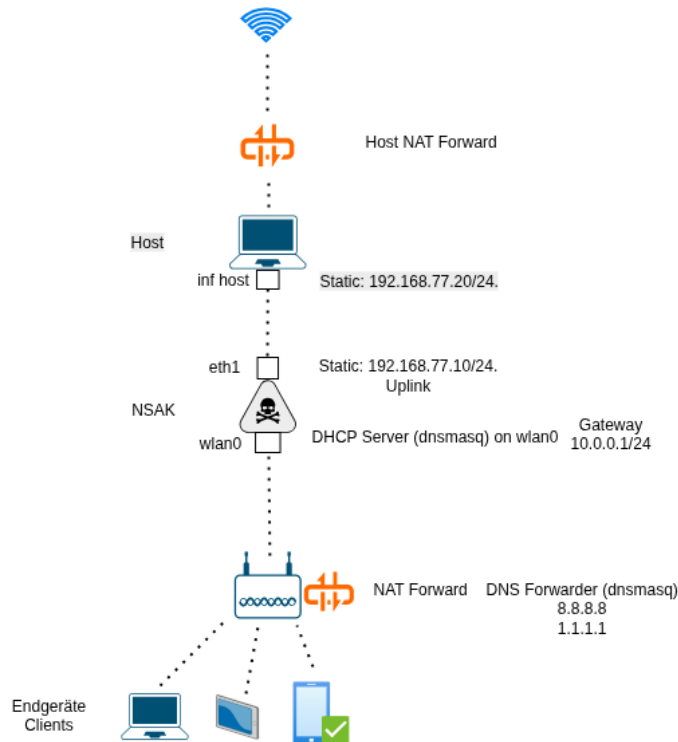 Host NAT Forward
Host
inf host
Static: 192.168.77.20/24.
eth1
Static: 192.168.77.10/24.
Uplink
NSAK
wlan0
DHCP Server (dnsmasq) on wlan0
Gateway
10.0.0.1/24
NAT Forward
DNS Forwarder (dnsmasq)
8.8.8.8
1.1.1.1
Endgeräte
Clients